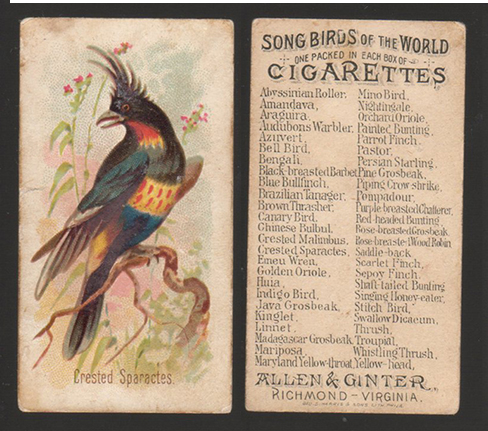 Crested Sparactes.
SONG BIRDS OF THE WORLD
ONE PACKED IN EACH BOX OF
CIGARETTES
Abyssinian Roller. Mino Bird,
Amandava, Nightingale,
Araguira, Orchard Oriole,
Audubons Warbler. Painted Bunting,
Azuvert, Parrot Finch,
Bell Bird, Pastor,
Bengali, Persian Starling.
Black-breasted Barbet Pine Grosbeak.
Blue Bullfinch, Piping Crow-shrike,
Brazilian Tanager. Pompadour,
Brown Thrasher, Purple-breasted Chatterer,
Canary Bird. Red-headed Bunting,
Chinese Bulbul, Rose-breasted Grosbeak
Crested Malimbus, Rose-breaste-d Wood Robin
Crested Sparactes, Saddle-back
Emeu Wren, Scarlet Finch,
Golden Oriole, Sepoy Finch.
Huia, Shaft-tailed Bunting
Indigo Bird, Singing Honey-eater,
Java Grosbeak Stitch Bird,
Kinglet, Swallow Dicaeum,
Linnet, Thrush,
Madagascar Grosbeak Troupial,
Mariposa, Whistling Thrush,
Maryland Yellow-throat Yellow-head,
ALLEN & GINTER,
RICHMOND - VIRGINIA.